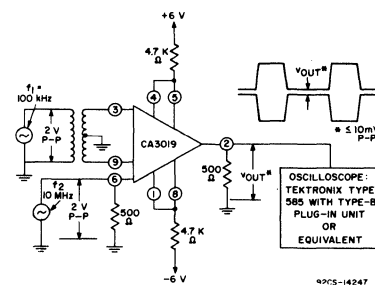 +6 V
4.7 K
Ω
f1 =
100 kHz
2 V
P-P
3
4
5
CA3019
9
6
1
8
2
500
Ω
VOUT*
VOUT*
* ≤ 10mV
P-P
f2
10 MHz
2 V
P-P
500
Ω
4.7 K
Ω
-6 V
OSCILLOSCOPE:
TEKTRONIX TYPE
585 WITH TYPE-8
PLUG-IN UNIT
OR
EQUIVALENT
92CS-14247